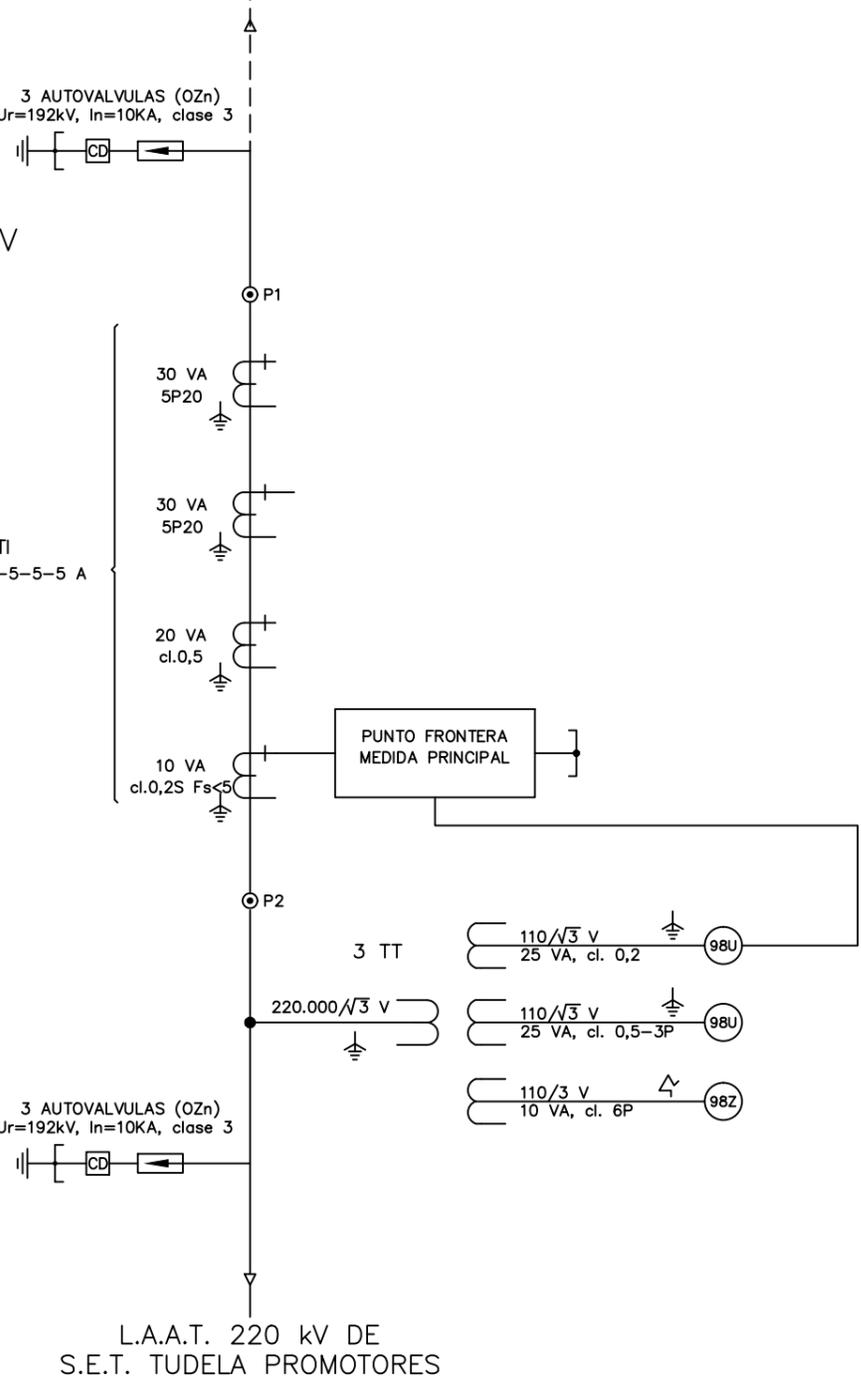 3 AUTOVALVULAS (OZn)
Ur=192kV, In=10KA, clase 3
CD
V
P1
30 VA
5P20
30 VA
5P20
TI
-5-5-5 A
20 VA
cl.0,5
PUNTO FRONTERA
MEDIDA PRINCIPAL
10 VA
cl.0,2S Fs<5
P2
3 TT
110/√3 V
25 VA, cl. 0,2
98U
220.000/√3 V
110/√3 V
25 VA, cl. 0,5-3P
98U
110/3 V
10 VA, cl. 6P
98Z
3 AUTOVALVULAS (OZn)
Ur=192kV, In=10KA, clase 3
CD
L.A.A.T. 220 kV DE
S.E.T. TUDELA PROMOTORES